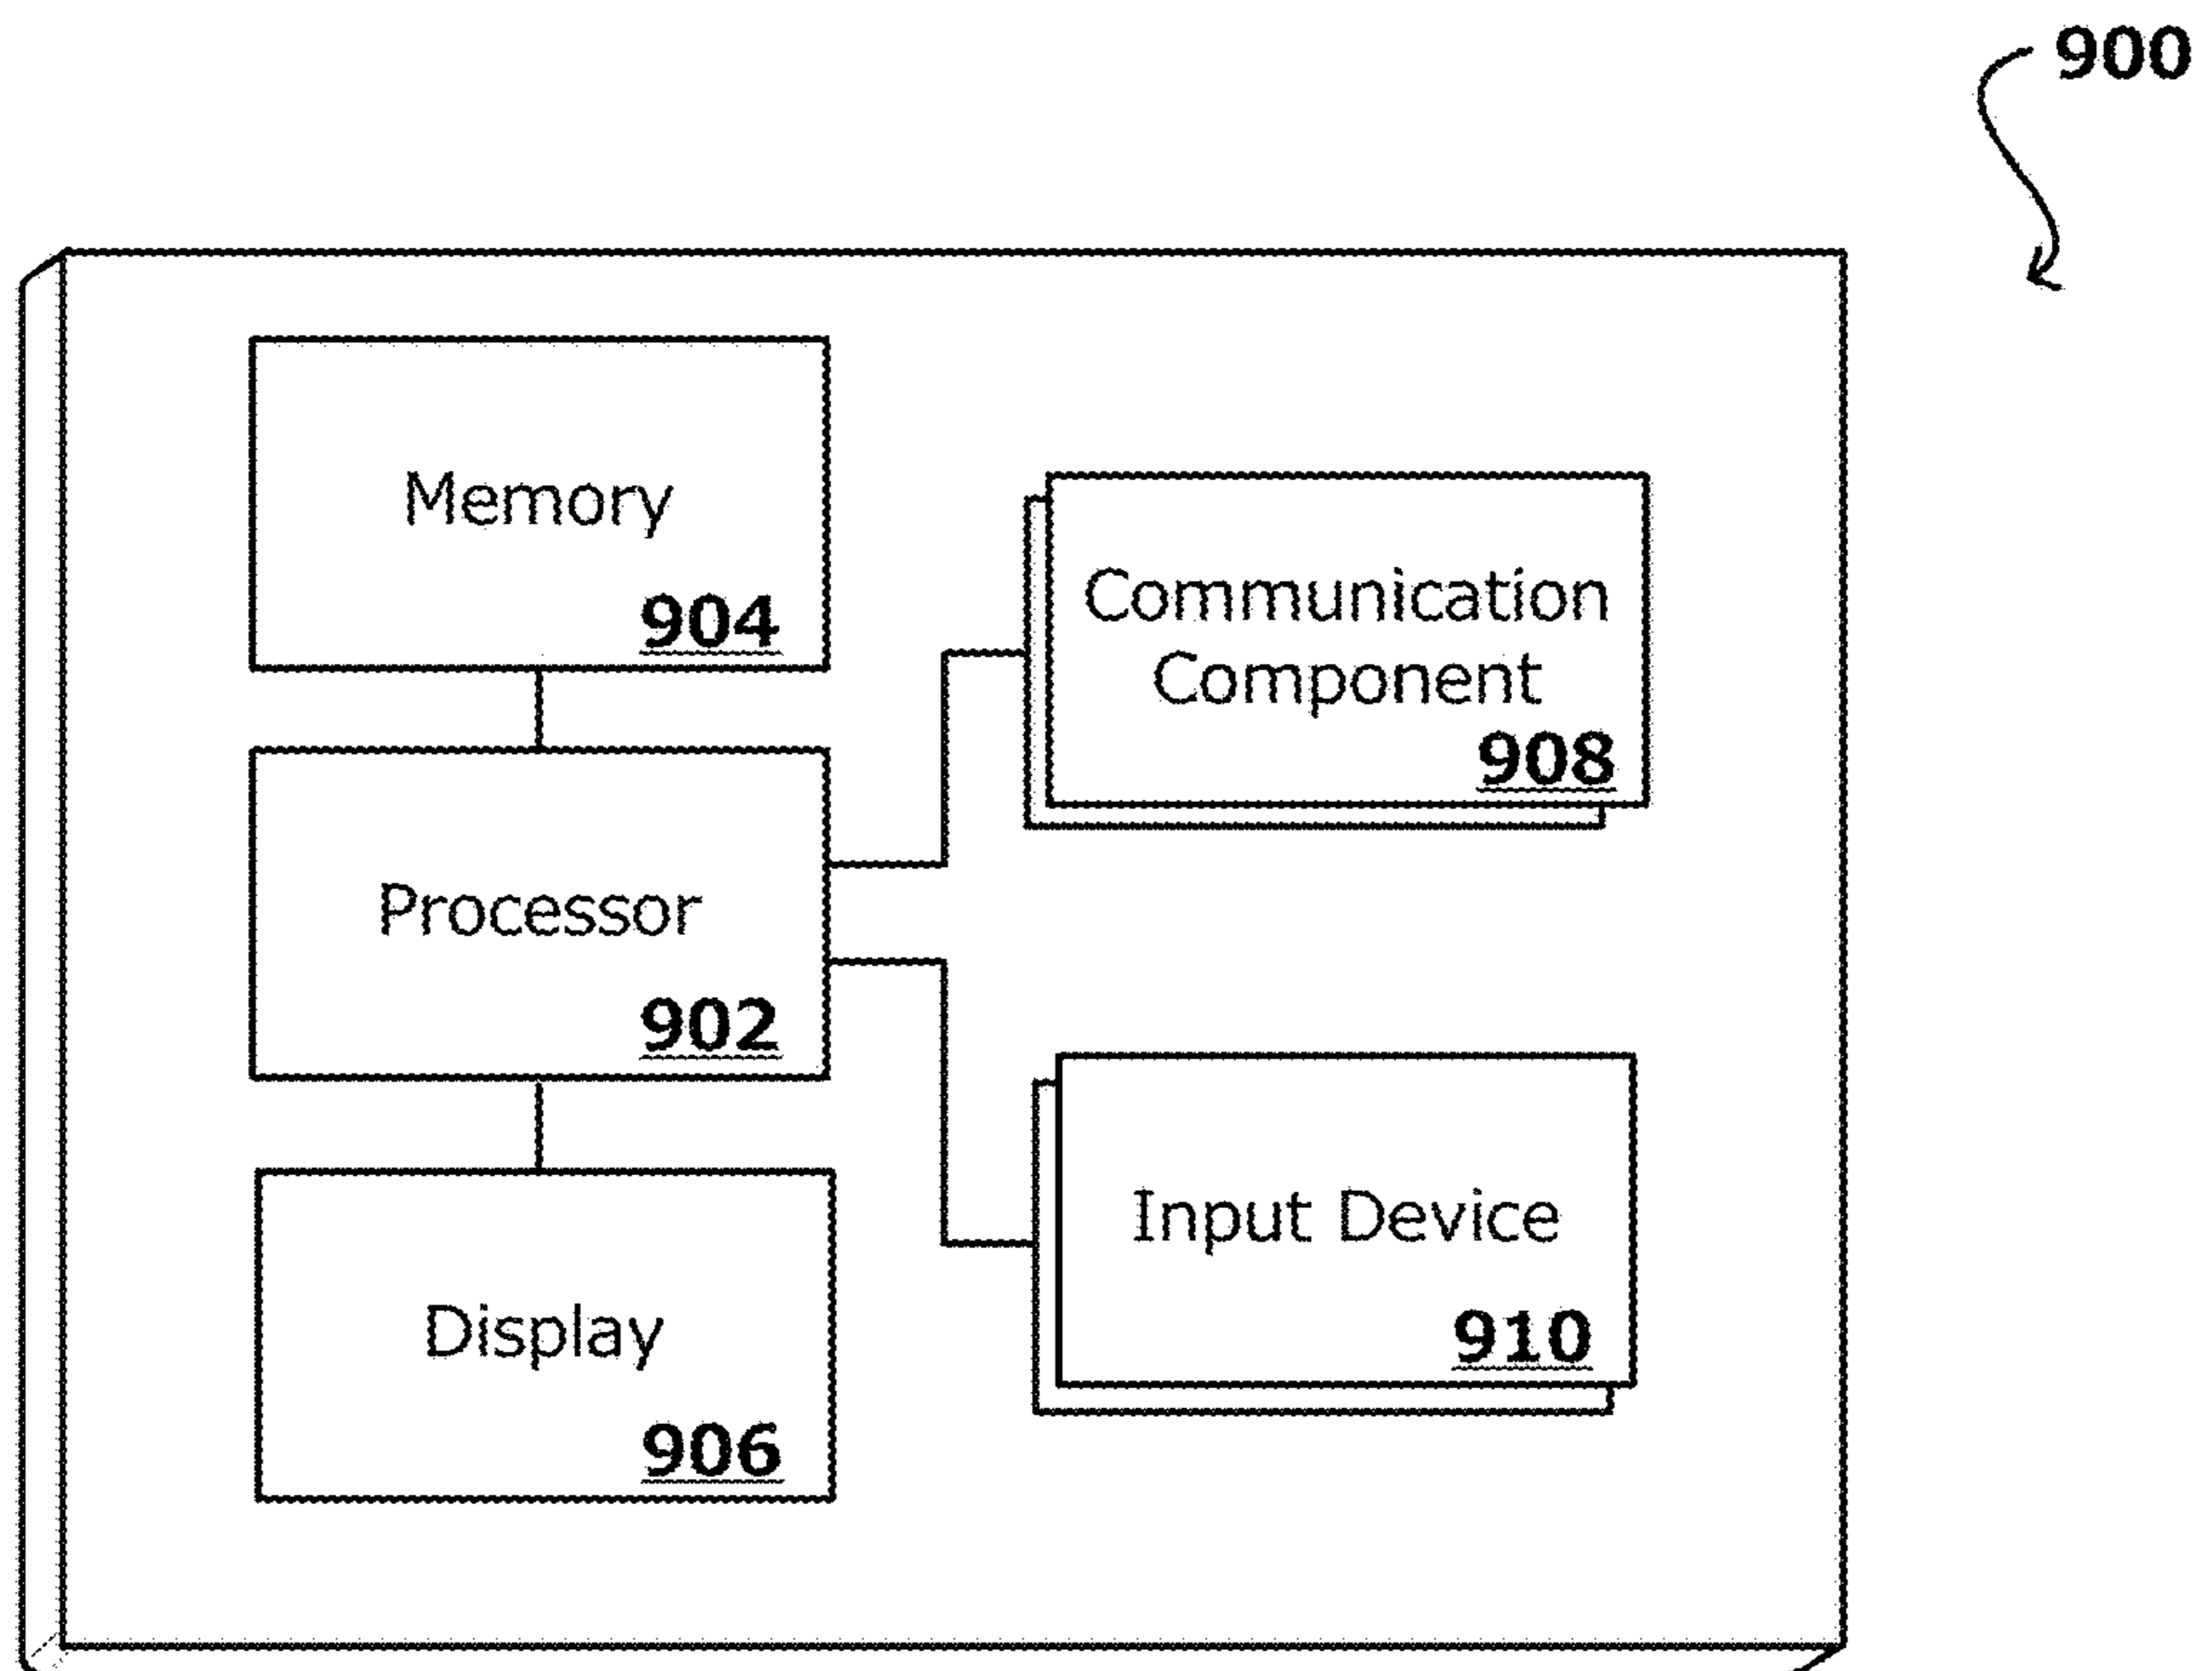 900
Memory
904
Communication
Component
908
Processor
902
Input Device
910
Display
906